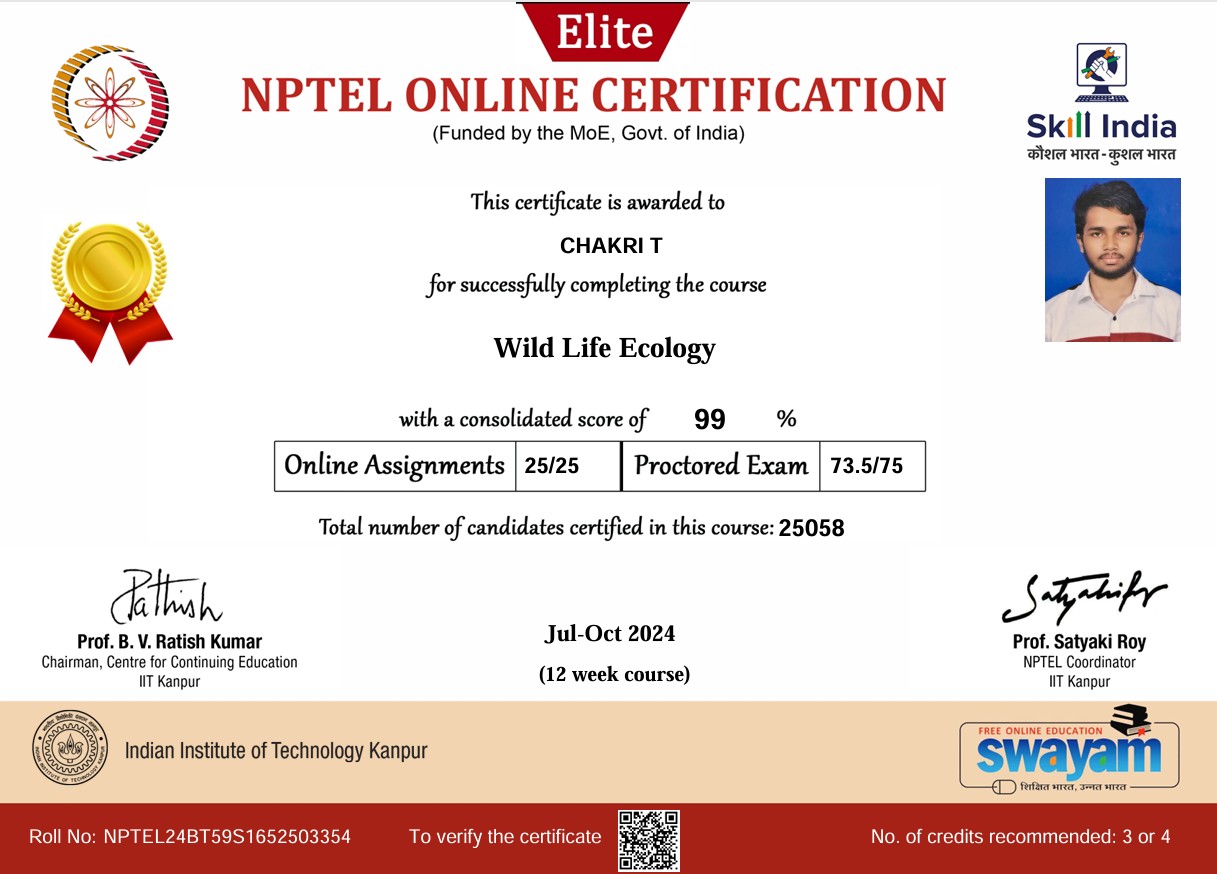 Elite
NPTEL ONLINE CERTIFICATION
(Funded by the MoE, Govt. of India)
Skill India
कौशल भारत - कुशल भारत
This certificate is awarded to
CHAKRI T
for successfully completing the course
Wild Life Ecology
with a consolidated score of 99 %
Online Assignments 25/25 Proctored Exam 73.5/75
Total number of candidates certified in this course: 25058
Prof. B. V. Ratish Kumar
Chairman, Centre for Continuing Education
IIT Kanpur
Jul-Oct 2024
(12 week course)
Prof. Satyaki Roy
NPTEL Coordinator
IIT Kanpur
Indian Institute of Technology Kanpur
FREE ONLINE EDUCATION
swayam
शिक्षित भारत, उन्नत भारत
Roll No: NPTEL24BT59S1652503354
To verify the certificate
No. of credits recommended: 3 or 4